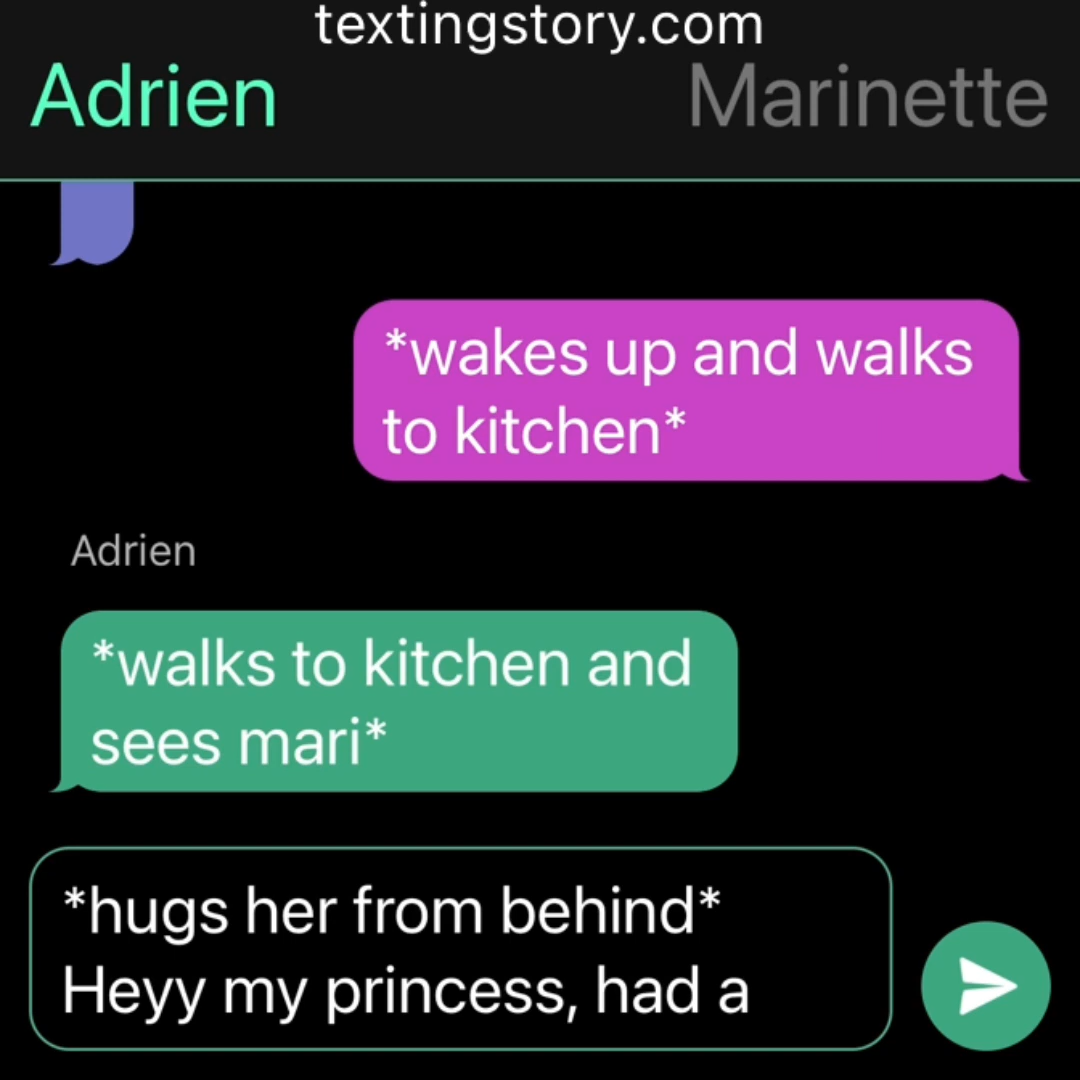 textingstory.com
Adrien
Marinette
*wakes up and walks
to kitchen*
Adrien
*walks to kitchen and
sees mari*
*hugs her from behind*
Heyy my princess, had a